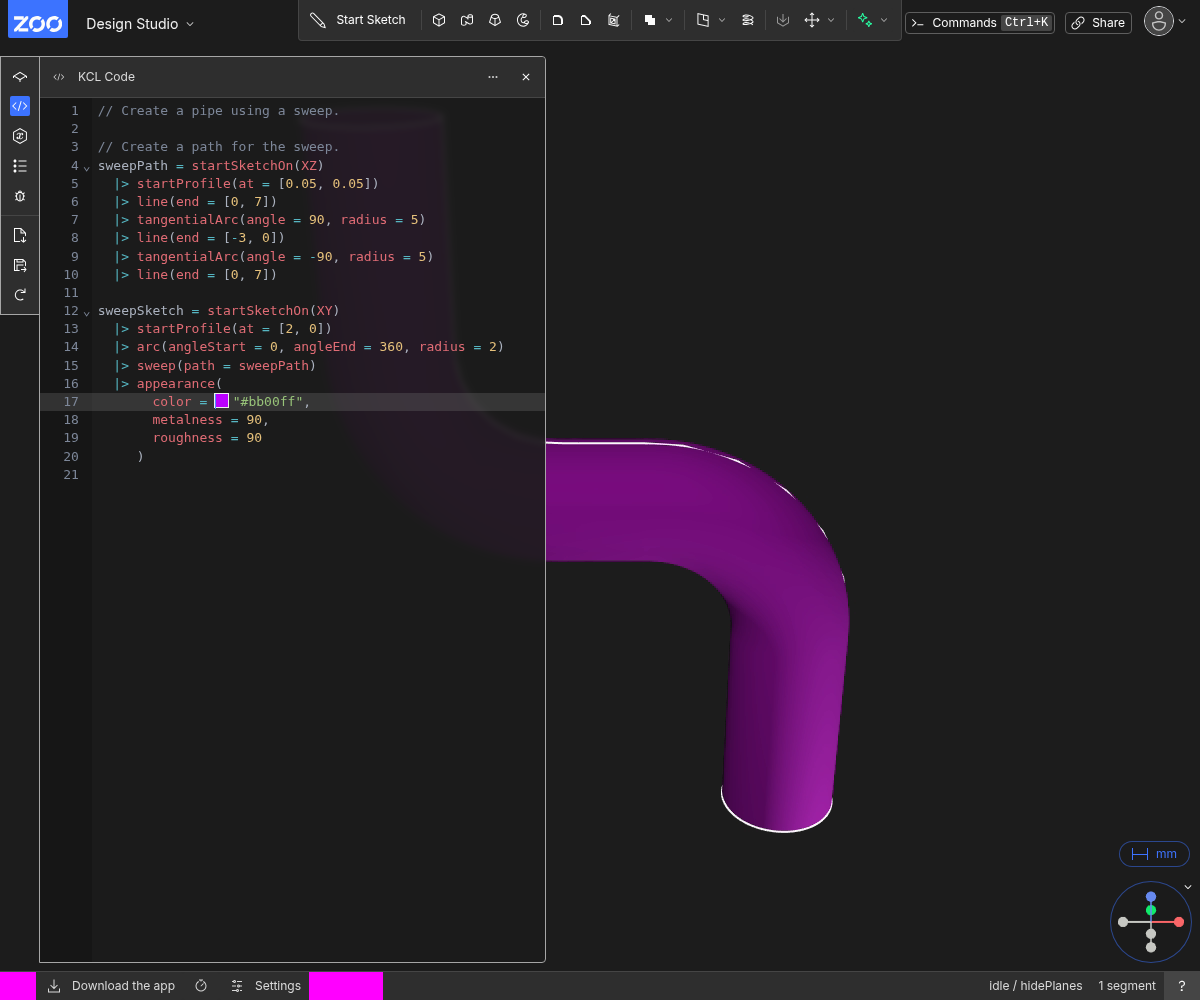 ZOO Design Studio Start Sketch Commands Ctrl+K Share
KCL Code
1 // Create a pipe using a sweep.
2
3 // Create a path for the sweep.
4 sweepPath = startSketchOn(XZ)
5 |> startProfile(at = [0.05, 0.05])
6 |> line(end = [0, 7])
7 |> tangentialArc(angle = 90, radius = 5)
8 |> line(end = [-3, 0])
9 |> tangentialArc(angle = -90, radius = 5)
10 |> line(end = [0, 7])
11
12 sweepSketch = startSketchOn(XY)
13 |> startProfile(at = [2, 0])
14 |> arc(angleStart = 0, angleEnd = 360, radius = 2)
15 |> sweep(path = sweepPath)
16 |> appearance(
17 color = "#bb00ff",
18 metalness = 90,
19 roughness = 90
20 )
21
mm
Download the app Settings idle / hidePlanes 1 segment ?